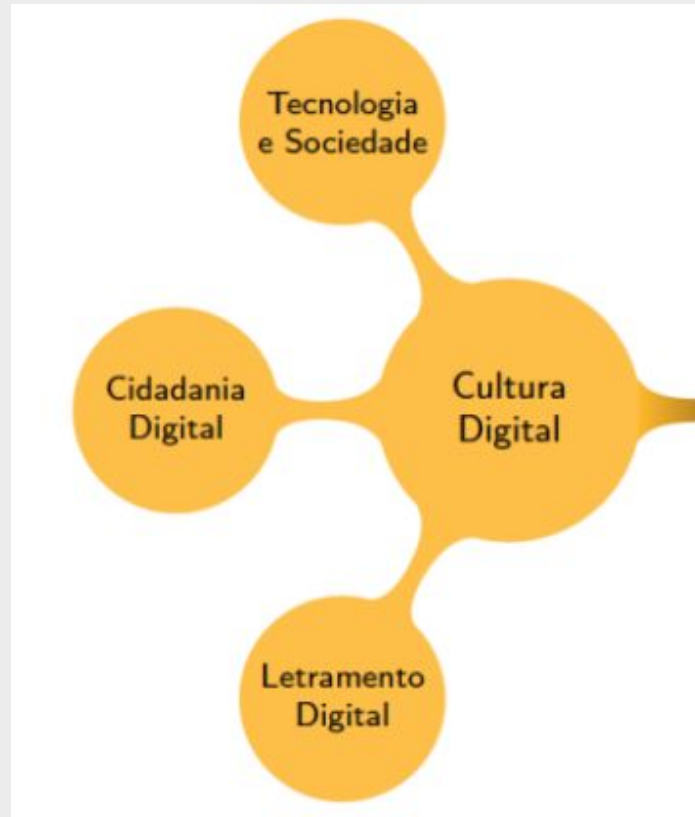 Tecnologia
e Sociedade
Cidadania
Digital
Cultura
Digital
Letramento
Digital